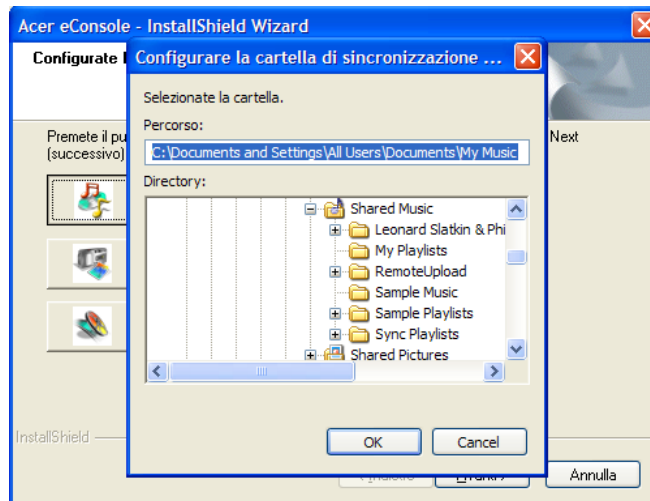 Acer eConsole - InstallShield Wizard
Configurate
Configurare la cartella di sincronizzazione ...
Selezionate la cartella.
Percorso:
C:\Documents and Settings\All Users\Documents\My Music
Premete il pu
(successivo)
Next
Directory:
Shared Music
Leonard Slatkin & Phi
My Playlists
RemoteUpload
Sample Music
Sample Playlists
Sync Playlists
Shared Pictures
InstallShield
OK
Cancel
Annulla